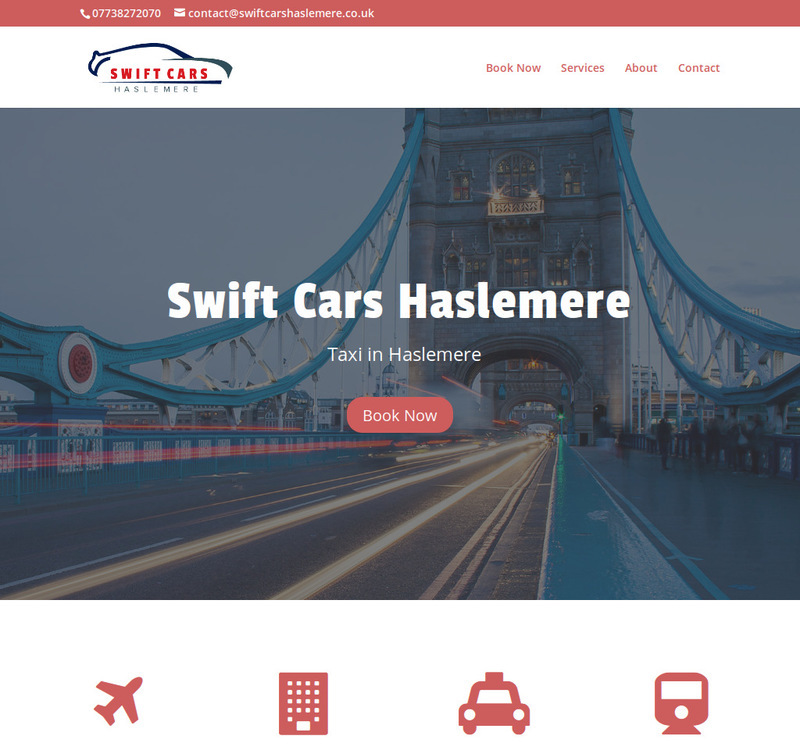 07738272070 contact@swiftcarshaslemere.co.uk
SWIFT CARS
HASLEMERE
Book Now Services About Contact
Swift Cars Haslemere
Taxi in Haslemere
Book Now